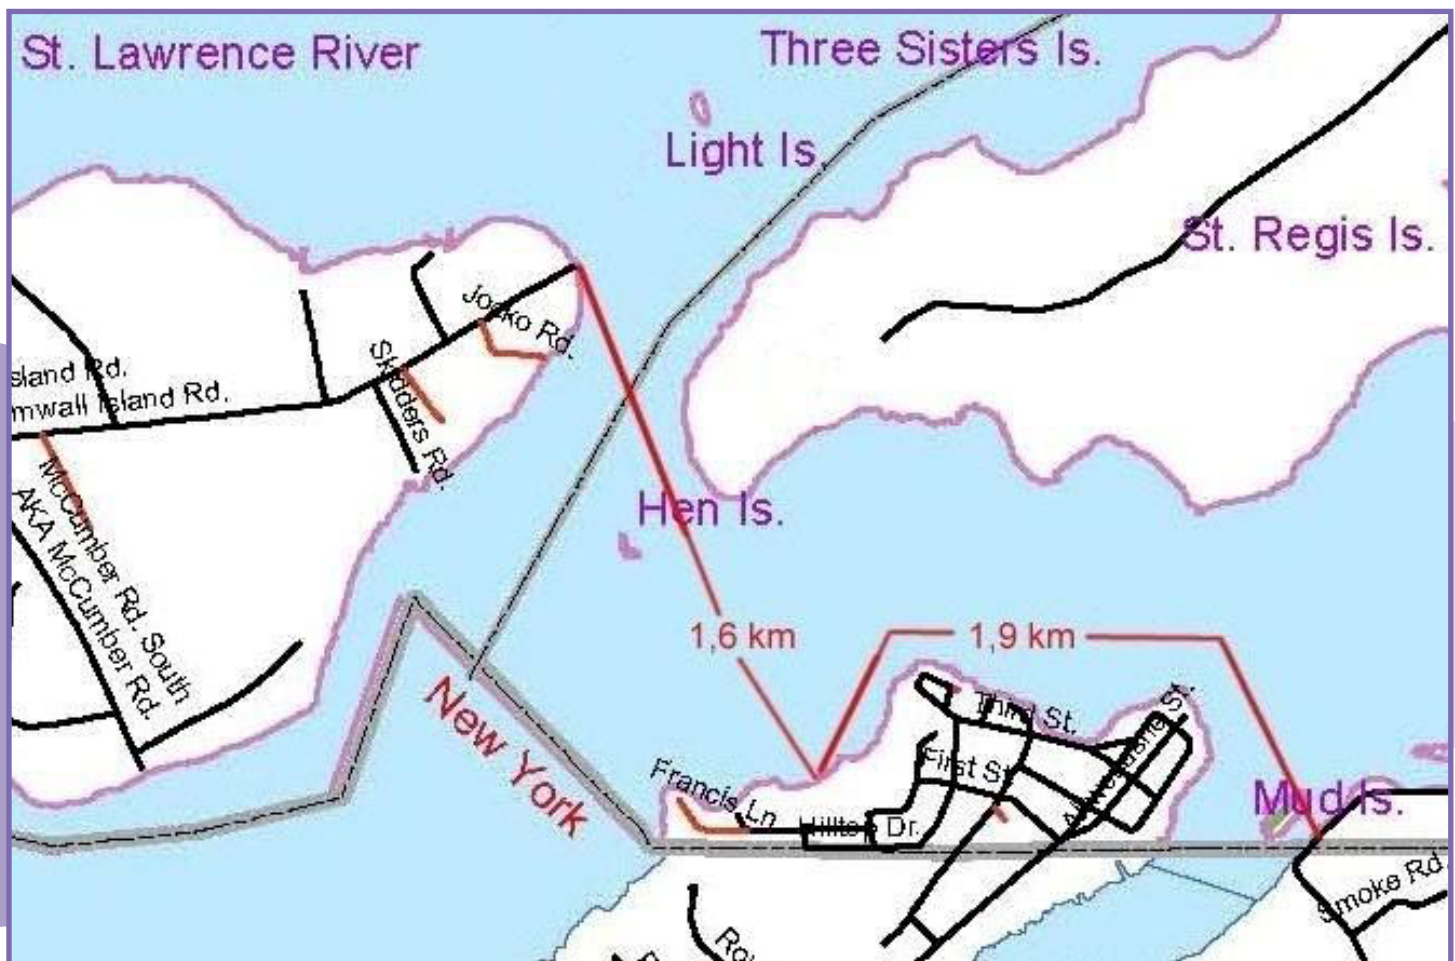 St. Lawrence River
Three Sisters Is.
Light Is.
St. Regis Is.
Jocko Rd.
Skidders Rd.
sland Rd.
rnwall Island Rd.
McCumber Rd. South
AKA McCumber Rd.
Hen Is.
1,6 km
1,9 km
New York
Third St.
First St.
Francis Ln
Hilltop Dr.
Mud Is.
Smoke Rd.